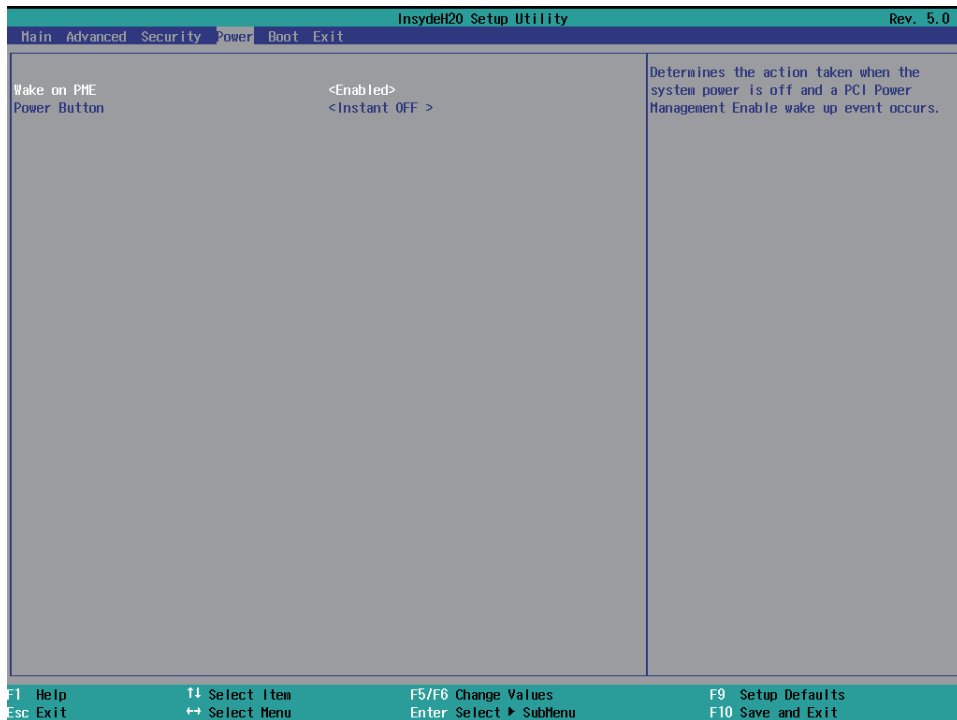 InsydeH20 Setup Utility Rev. 5.0
Main Advanced Security Power Boot Exit
Wake on PME <Enabled>
Power Button <Instant OFF >
Determines the action taken when the
system power is off and a PCI Power
Management Enable wake up event occurs.
F1 Help ↑↓ Select Item F5/F6 Change Values F9 Setup Defaults
Esc Exit ↔ Select Menu Enter Select ▶ SubMenu F10 Save and Exit